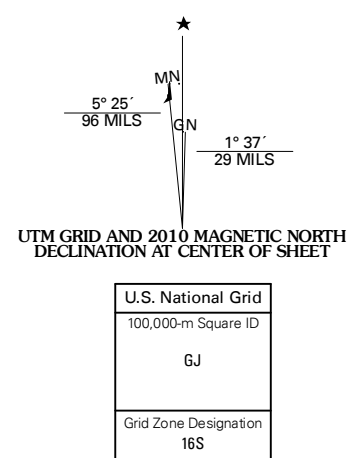 ★
MN
GN
5° 25´
96 MILS
1° 37´
29 MILS
UTM GRID AND 2010 MAGNETIC NORTH
DECLINATION AT CENTER OF SHEET
U.S. National Grid
100,000-m Square ID
GJ
Grid Zone Designation
16S